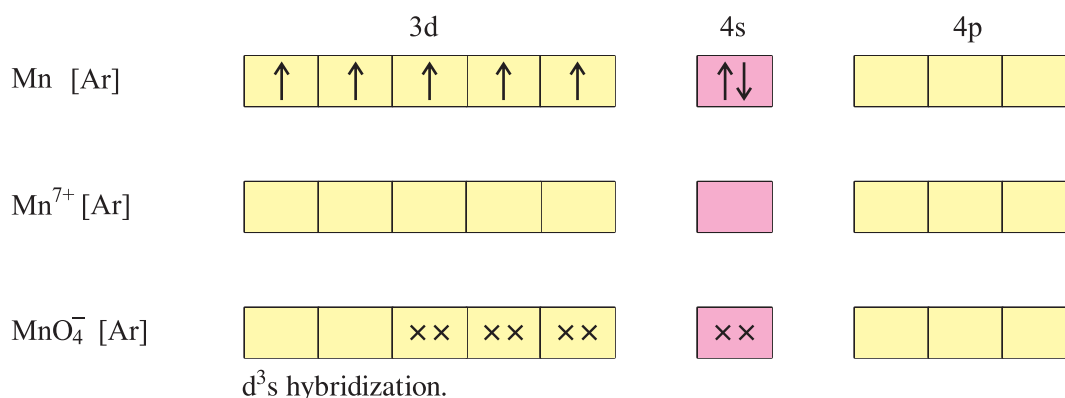 3d 4s 4p
Mn [Ar] ↑ ↑ ↑ ↑ ↑ ↑↓
Mn⁷⁺ [Ar]
MnO₄⁻ [Ar] ×× ×× ×× ××
d³s hybridization.